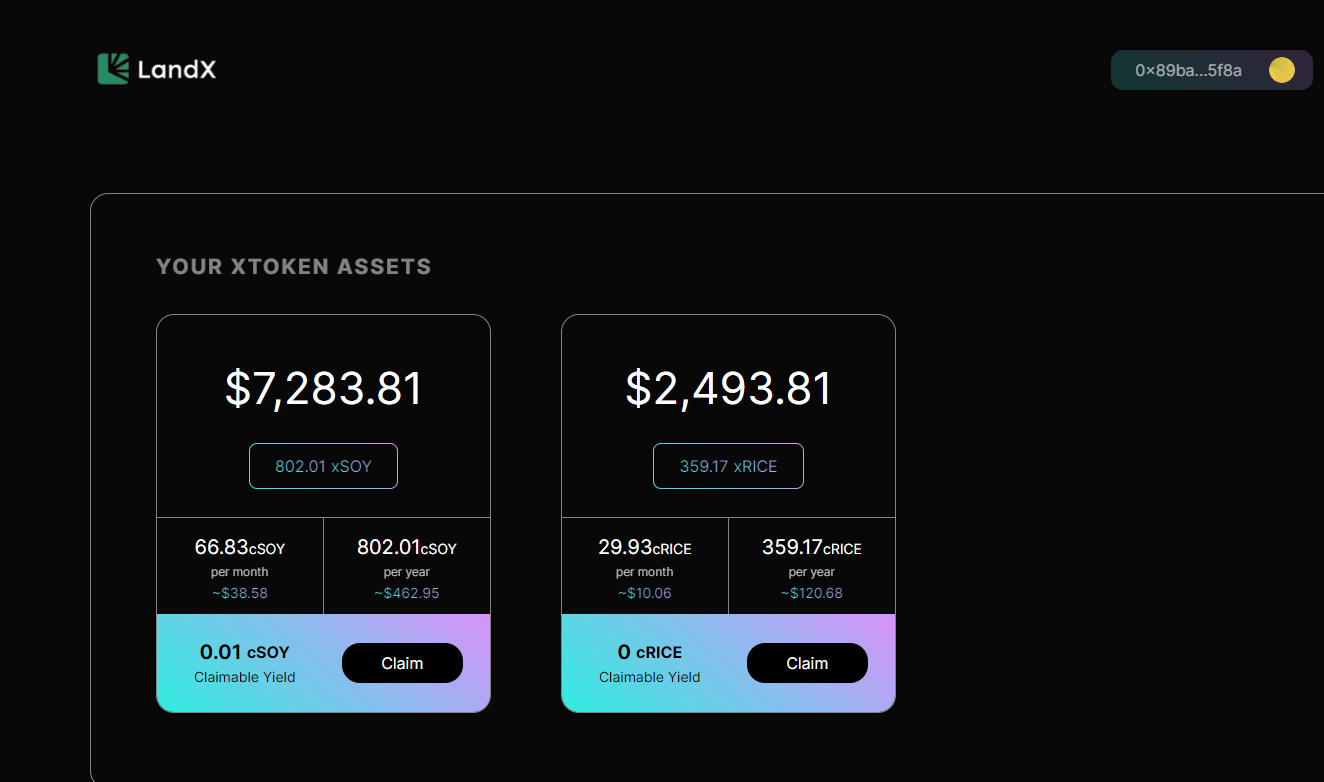 LandX
0×89ba...5f8a
YOUR XTOKEN ASSETS
$7,283.81
802.01 xSOY
66.83cSOY
per month
~$38.58
802.01cSOY
per year
~$462.95
0.01 cSOY
Claimable Yield
Claim
$2,493.81
359.17 xRICE
29.93cRICE
per month
~$10.06
359.17cRICE
per year
~$120.68
0 cRICE
Claimable Yield
Claim